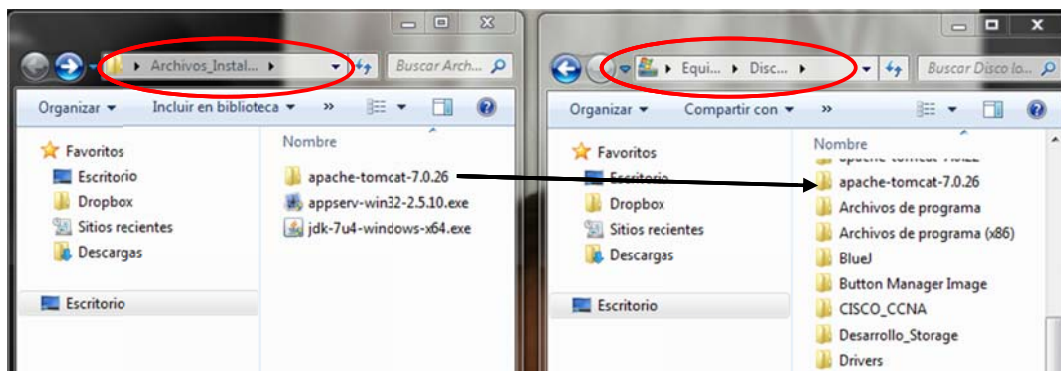 Archivos_Instal...
Buscar Arch...
Organizar
Incluir en biblioteca
»
Favoritos
Escritorio
Dropbox
Sitios recientes
Descargas
Escritorio
Nombre
apache-tomcat-7.0.26
appserv-win32-2.5.10.exe
jdk-7u4-windows-x64.exe
Equi...
Disc...
Buscar Disco lo...
Organizar
Compartir con
»
Favoritos
Escritorio
Dropbox
Sitios recientes
Descargas
Escritorio
Nombre
apache-tomcat-7.0.26
Archivos de programa
Archivos de programa (x86)
BlueJ
Button Manager Image
CISCO_CCNA
Desarrollo_Storage
Drivers